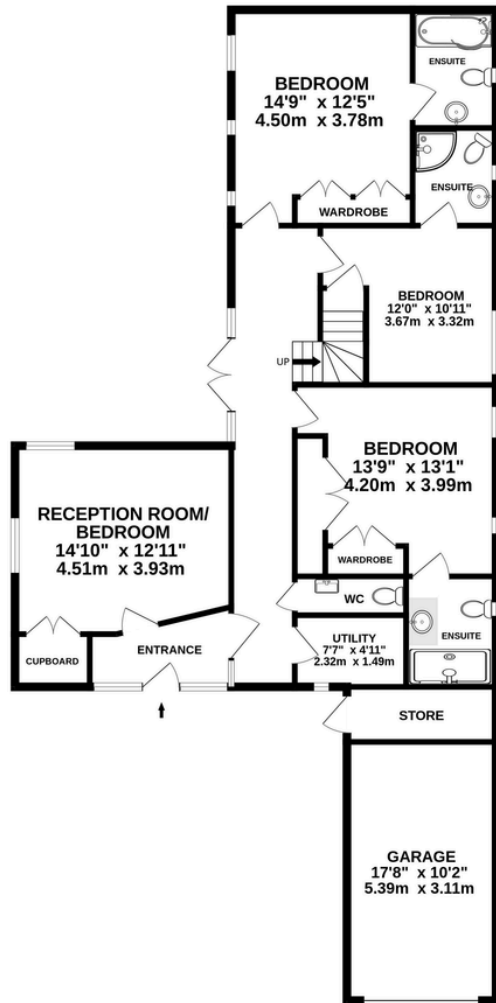 BEDROOM
14'9" x 12'5"
4.50m x 3.78m
ENSUITE
WARDROBE
ENSUITE
BEDROOM
12'0" x 10'11"
3.67m x 3.32m
UP
BEDROOM
13'9" x 13'1"
4.20m x 3.99m
WARDROBE
RECEPTION ROOM/
BEDROOM
14'10" x 12'11"
4.51m x 3.93m
CUPBOARD
ENTRANCE
WC
UTILITY
7'7" x 4'11"
2.32m x 1.49m
ENSUITE
STORE
GARAGE
17'8" x 10'2"
5.39m x 3.11m